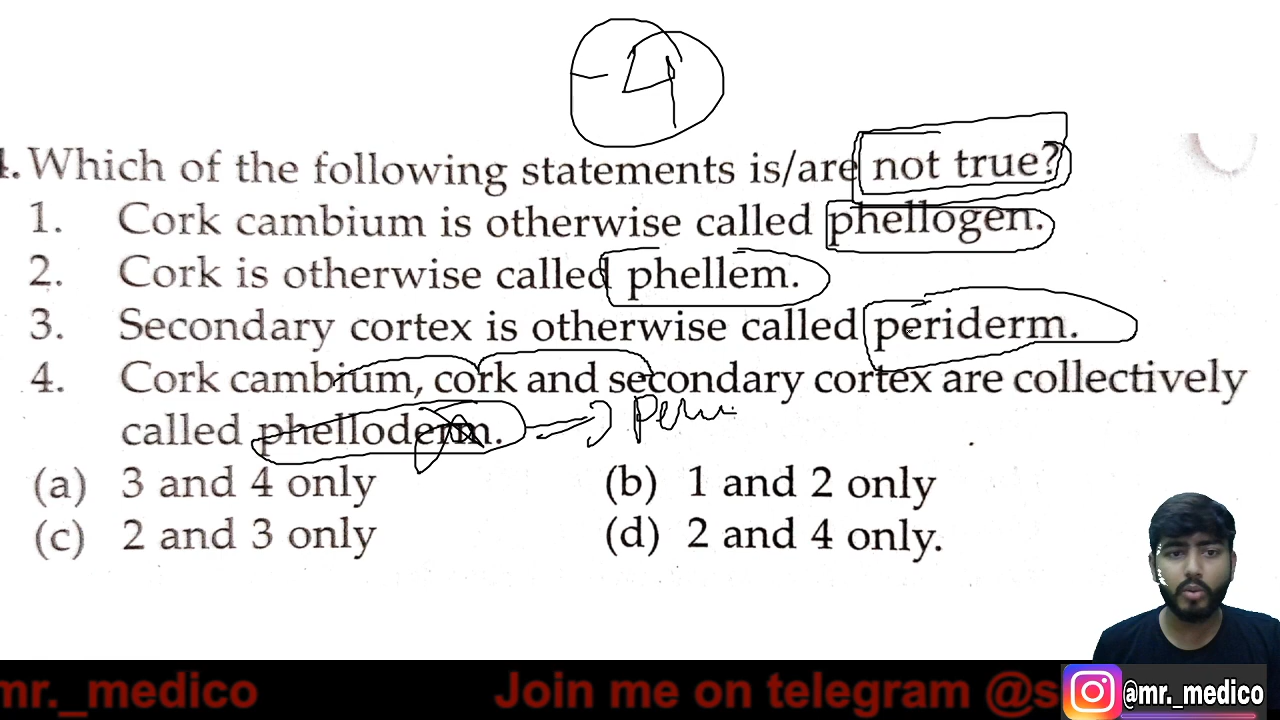 4
Which of the following statements is/are not true?
1. Cork cambium is otherwise called phellogen.
2. Cork is otherwise called phellem.
3. Secondary cortex is otherwise called periderm.
4. Cork cambium, cork and secondary cortex are collectively
called phelloderm.
(a) 3 and 4 only (b) 1 and 2 only
(c) 2 and 3 only (d) 2 and 4 only.
mr._medico Join me on telegram @s @mr._medico